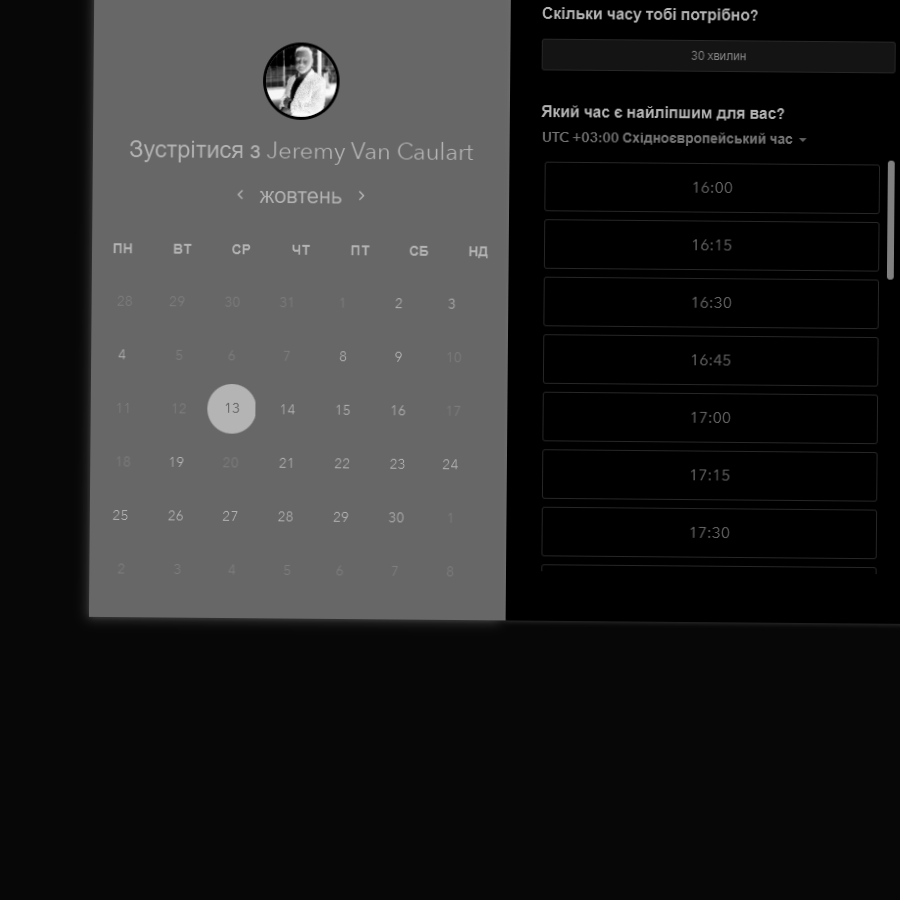 Зустрітися з Jeremy Van Caulart
жовтень
ПН ВТ СР ЧТ ПТ СБ НД
28 29 30 31 1 2 3
4 5 6 7 8 9 10
11 12 13 14 15 16 17
18 19 20 21 22 23 24
25 26 27 28 29 30 1
2 3 4 5 6 7 8
Скільки часу тобі потрібно?
30 хвилин
Який час є найліпшим для вас?
UTC +03:00 Східноєвропейський час
16:00
16:15
16:30
16:45
17:00
17:15
17:30